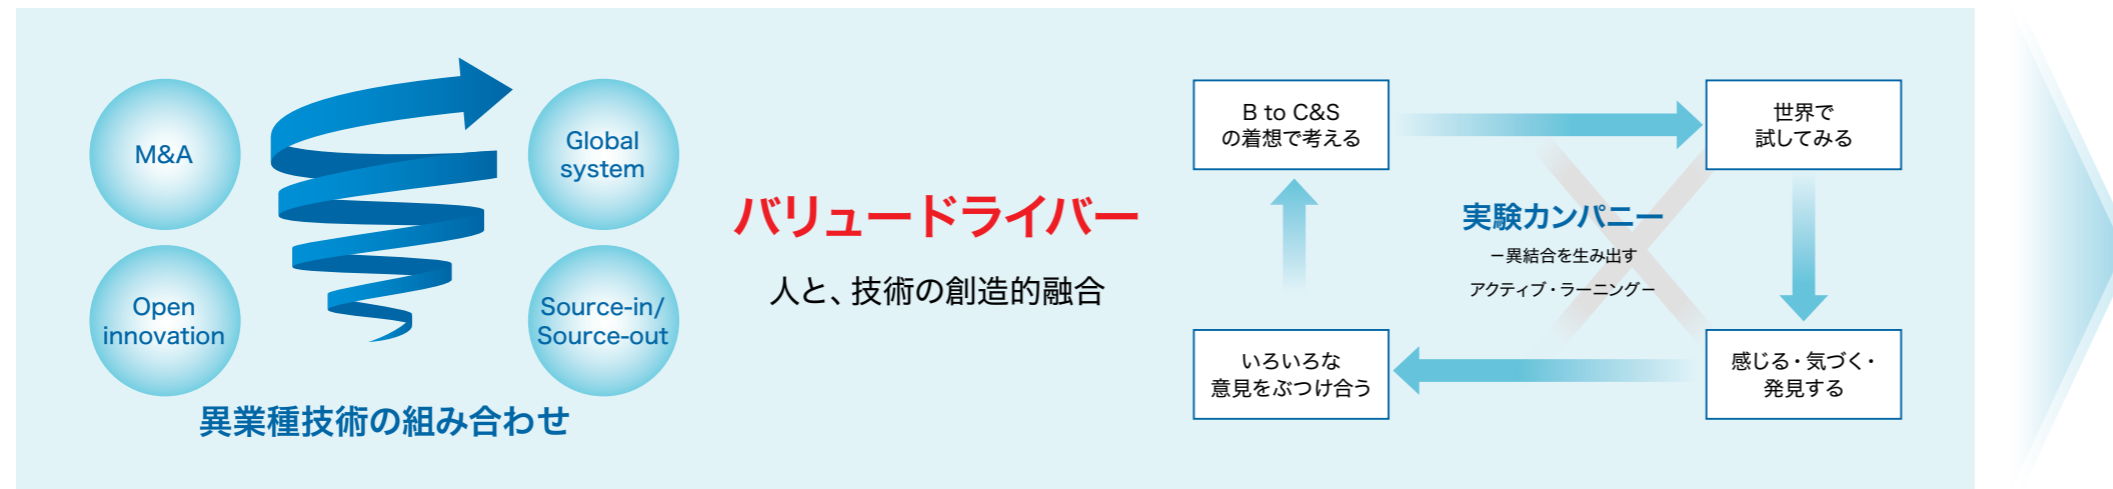 M&A
Global
system
Open
innovation
Source-in/
Source-out
異業種技術の組み合わせ
バリュードライバー
人と、技術の創造的融合
B to C&S
の着想で考える
世界で
試してみる
実験カンパニー
－異結合を生み出す
アクティブ・ラーニング－
いろいろな
意見をぶつけ合う
感じる・気づく・
発見する